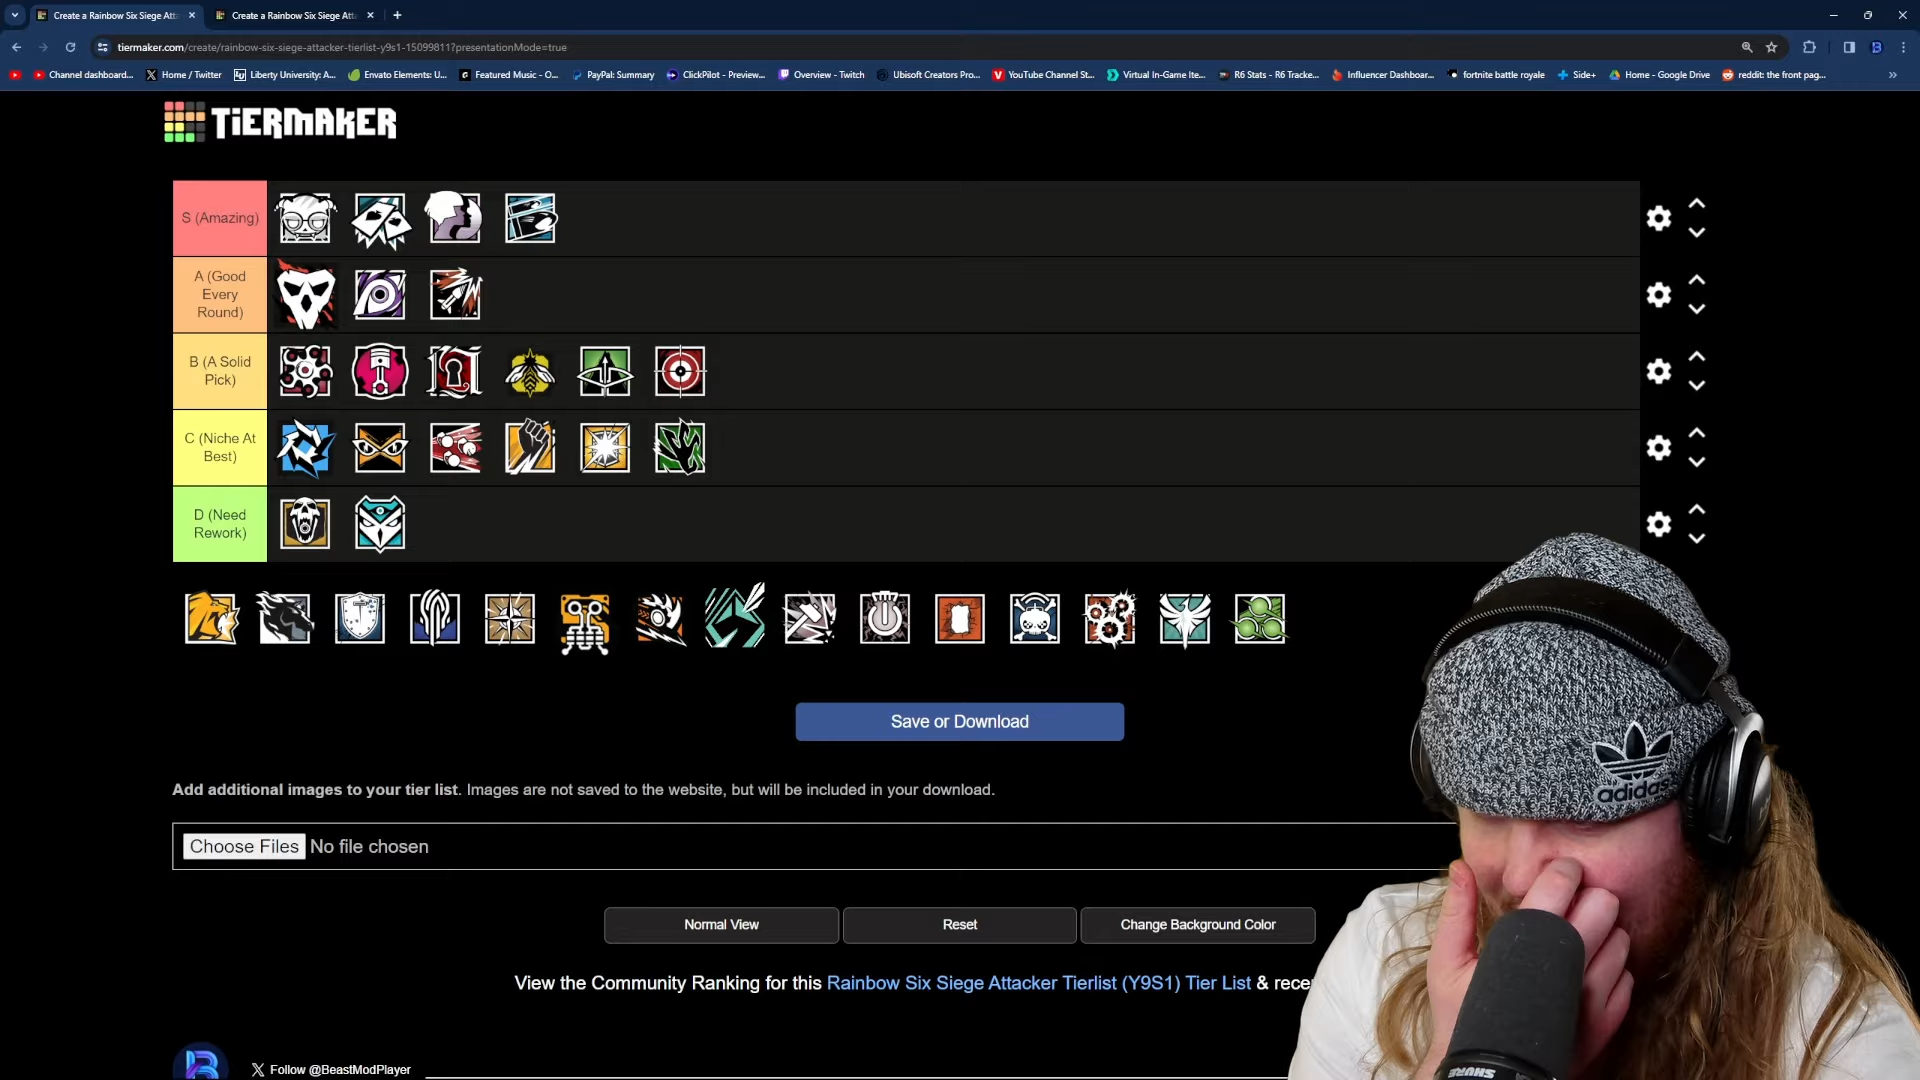 Create a Rainbow Six Siege Att
Create a Rainbow Six Siege Att
tiermaker.com/create/rainbow-six-siege-attacker-tierlist-y9s1-15099811?presentationMode=true
Channel dashboard...
Home / Twitter
Liberty University: A...
Envato Elements: U...
Featured Music - O...
PayPal: Summary
ClickPilot - Preview...
Overview - Twitch
Ubisoft Creators Pro...
YouTube Channel St...
Virtual In-Game Ite...
R6 Stats - R6 Tracke...
Influencer Dashboar...
fortnite battle royale
Side+
Home - Google Drive
reddit: the front pag...
TiERMAKER
S (Amazing)
A (Good
Every
Round)
B (A Solid
Pick)
C (Niche At
Best)
D (Need
Rework)
Save or Download
Add additional images to your tier list. Images are not saved to the website, but will be included in your download.
Choose Files No file chosen
Normal View
Reset
Change Background Color
View the Community Ranking for this Rainbow Six Siege Attacker Tierlist (Y9S1) Tier List & rece
Follow @BeastModPlayer
adidas
SHURE